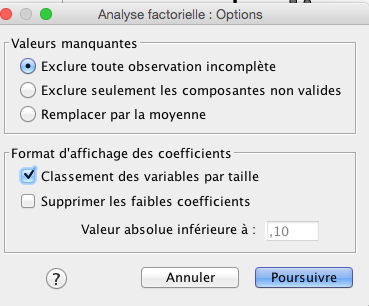 Analyse factorielle : Options
Valeurs manquantes
Exclure toute observation incomplète
Exclure seulement les composantes non valides
Remplacer par la moyenne
Format d'affichage des coefficients
Classement des variables par taille
Supprimer les faibles coefficients
Valeur absolue inférieure à : ,10
? Annuler Poursuivre